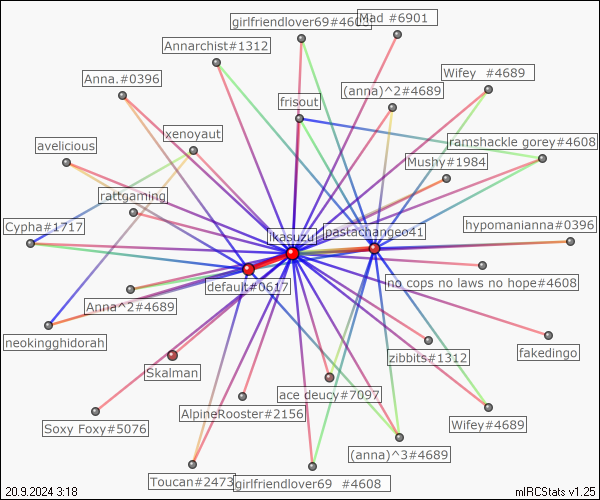 girlfriendlover69#4608
Mad #6901
Annarchist#1312
Wifey  #4689
Anna.#0396
(anna)^2#4689
frisout
xenoyaut
ramshackle gorey#4608
avelicious
Mushy#1984
rattgaming
Cypha#1717
hypomanianna#0396
ikasuzu
pastachangeo41
no cops no laws no hope#4608
default#0617
Anna^2#4689
neokingghidorah
fakedingo
zibbits#1312
Skalman
ace deucy#7097
AlpineRooster#2156
Wifey#4689
Soxy Foxy#5076
(anna)^3#4689
Toucan#2473
girlfriendlover69  #4608
20.9.2024 3:18
mIRCStats v1.25